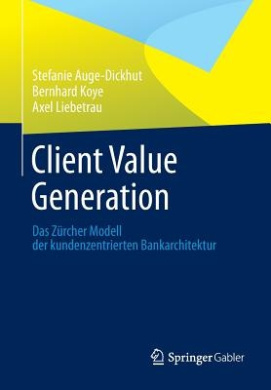 Stefanie Auge-Dickhut
Bernhard Koye
Axel Liebetrau
Client Value
Generation
Das Zürcher Modell
der kundenzentrierten Bankarchitektur
Springer Gabler